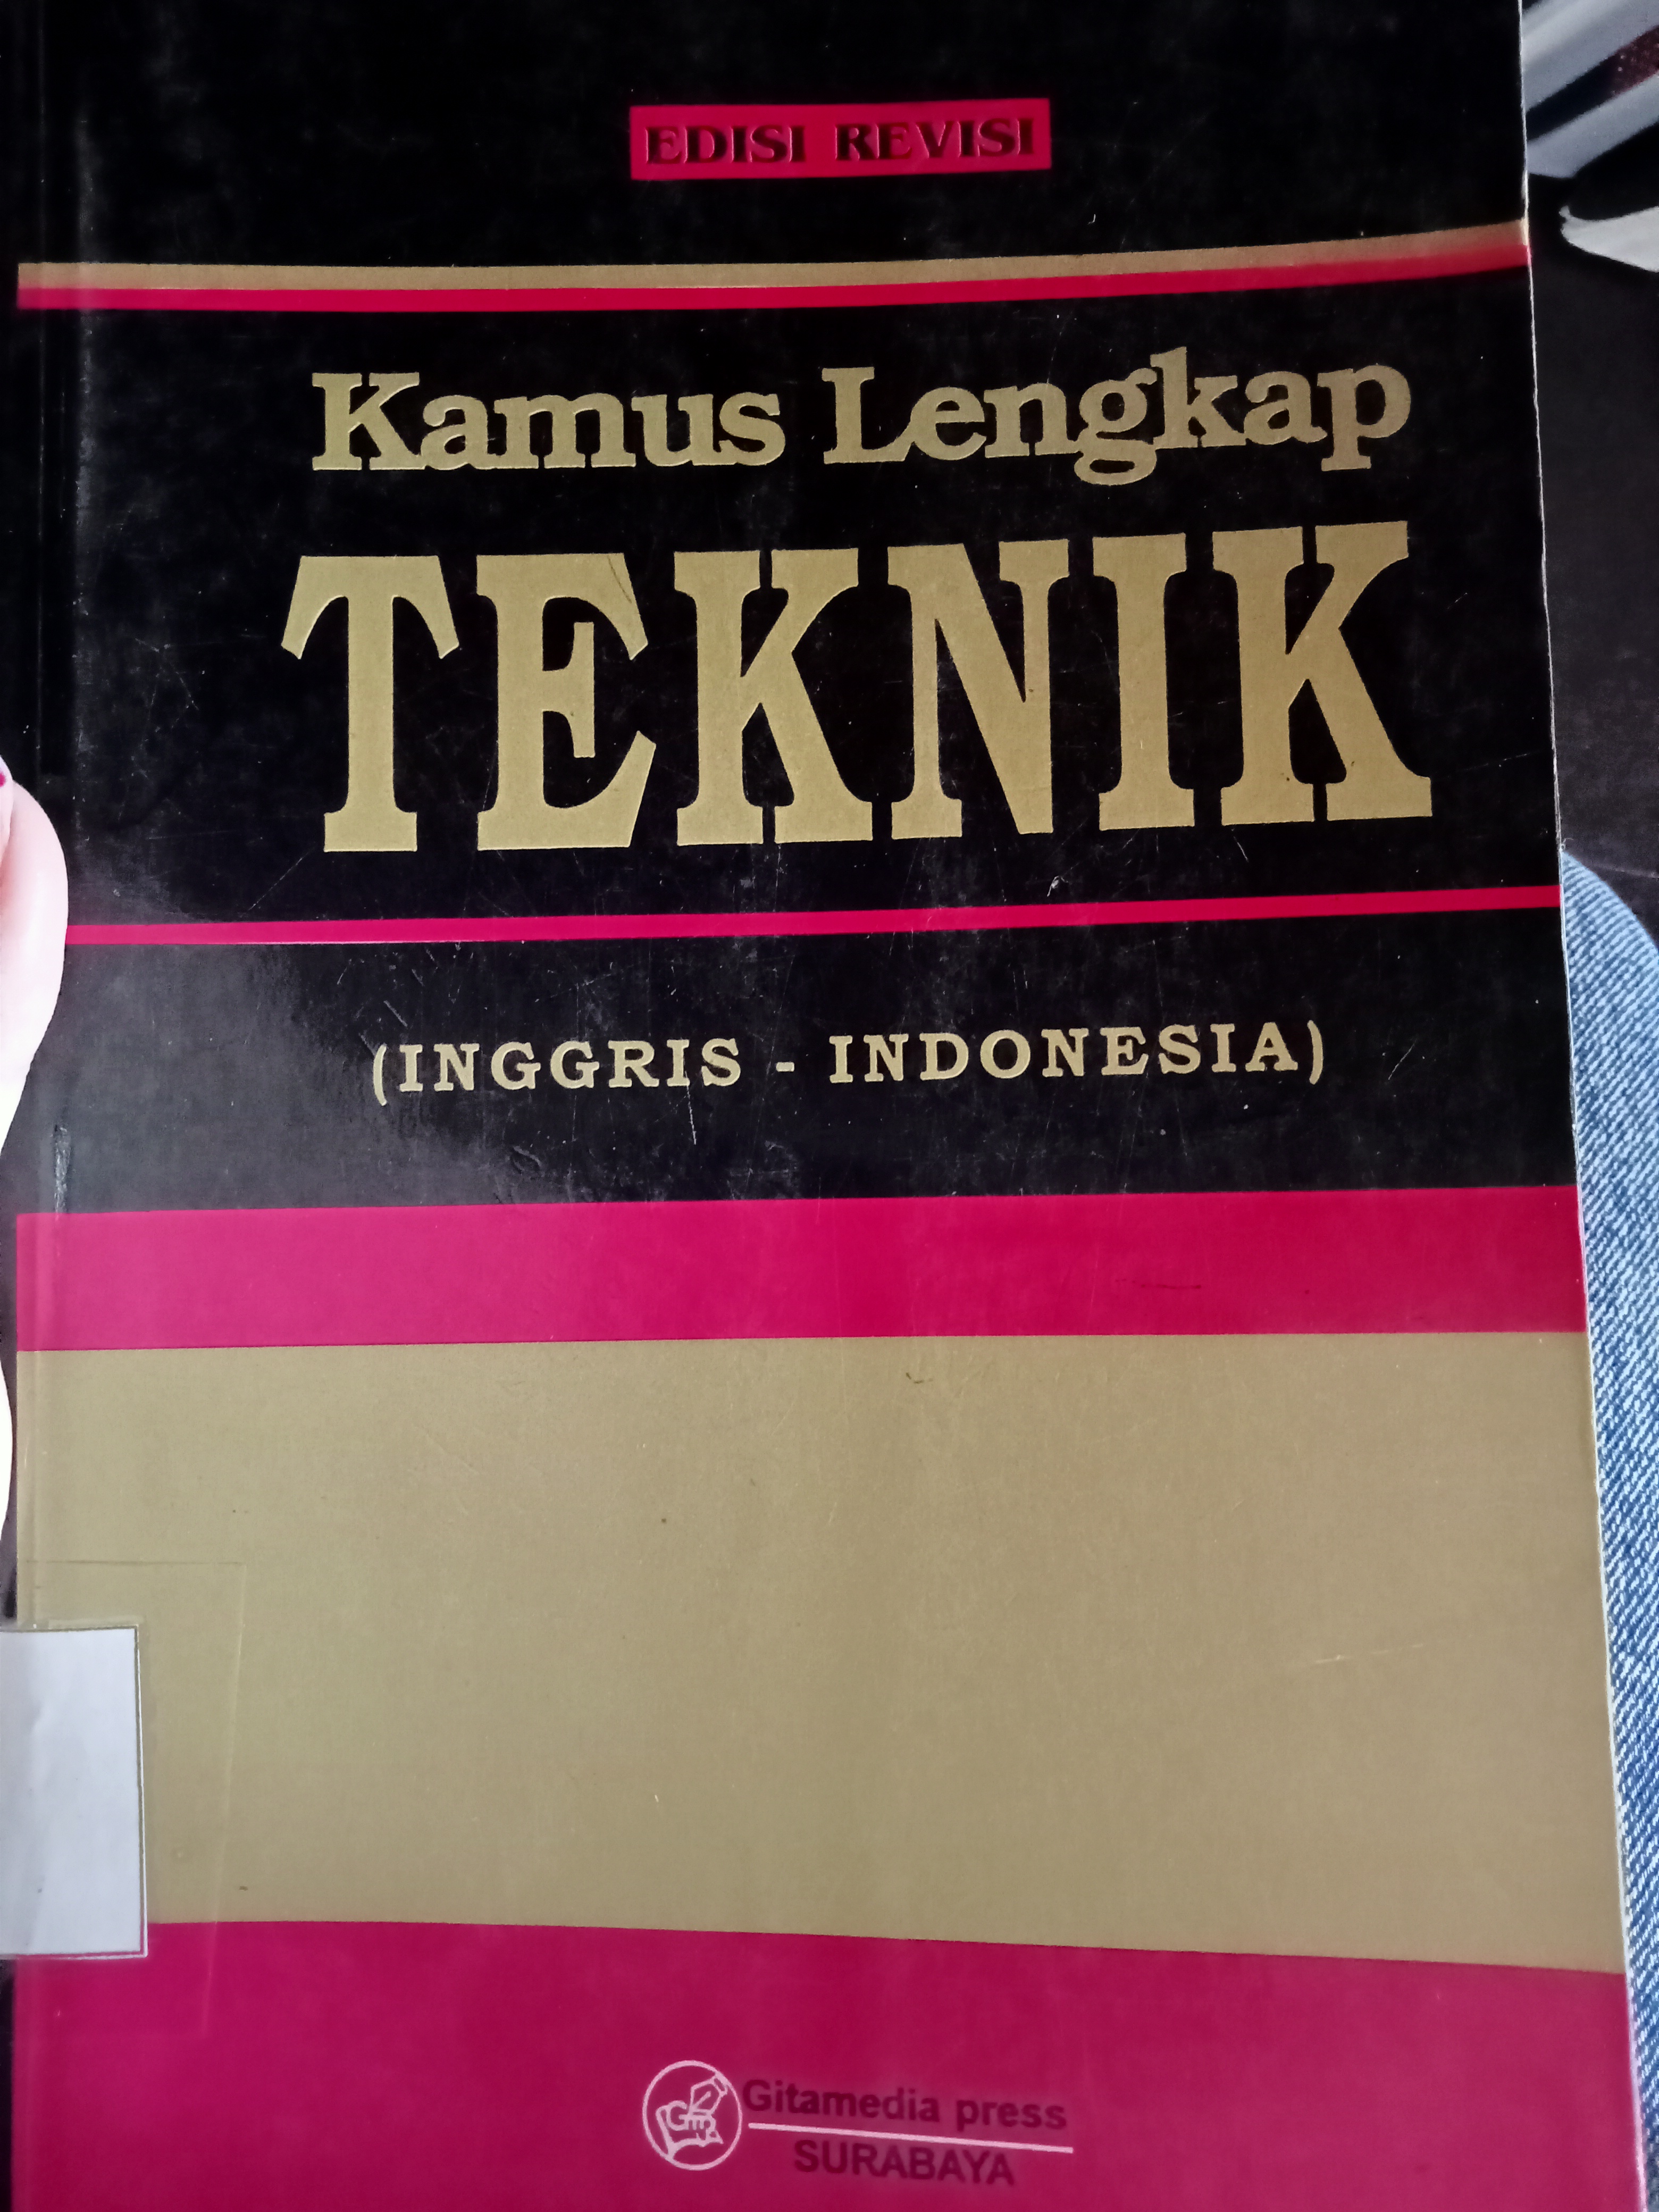 EDISI REVISI
Kamus Lengkap
TEKNIK
(INGGRIS - INDONESIA)
Gitamedia press
SURABAYA